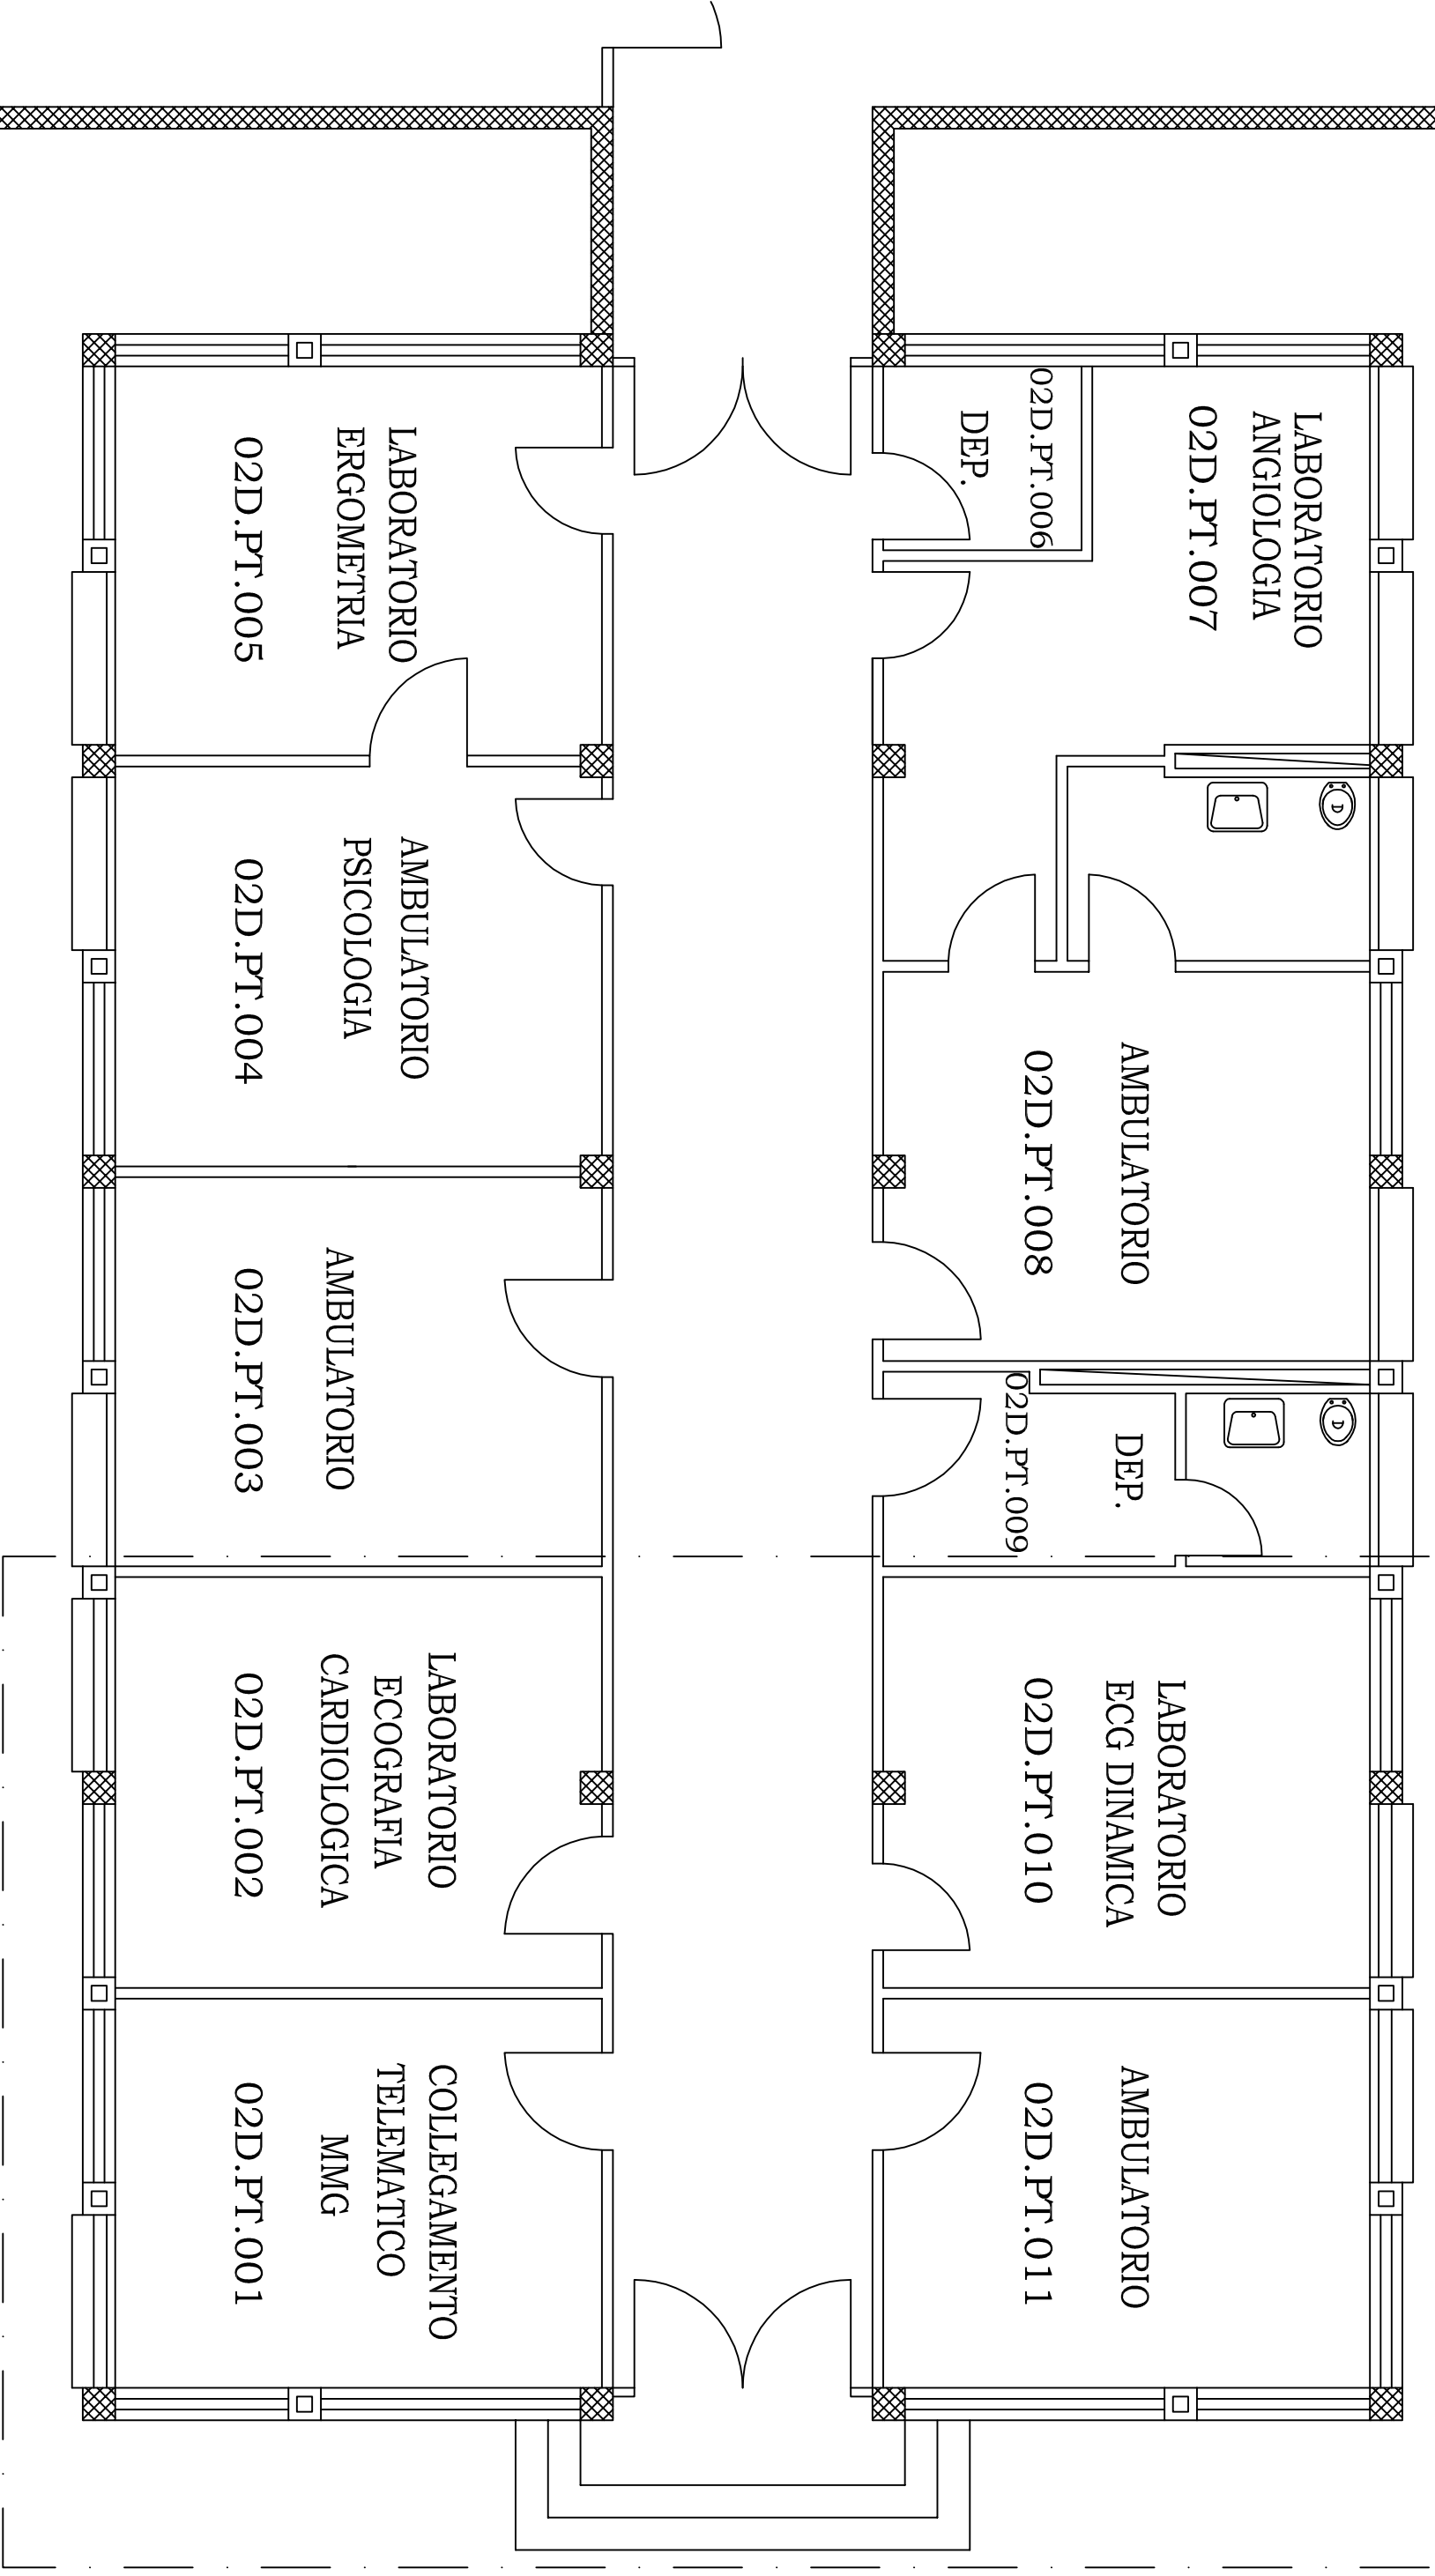 LABORATORIO
ANGIOLOGIA
02D.PT.007
02D.PT.006
DEP.
AMBULATORIO
02D.PT.008
DEP.
02D.PT.009
LABORATORIO
ECG DINAMICA
02D.PT.010
AMBULATORIO
02D.PT.011
LABORATORIO
ERGOMETRIA
02D.PT.005
AMBULATORIO
PSICOLOGIA
02D.PT.004
AMBULATORIO
02D.PT.003
LABORATORIO
ECOGRAFIA
CARDIOLOGICA
02D.PT.002
COLLEGAMENTO
TELEMATICO
MMG
02D.PT.001